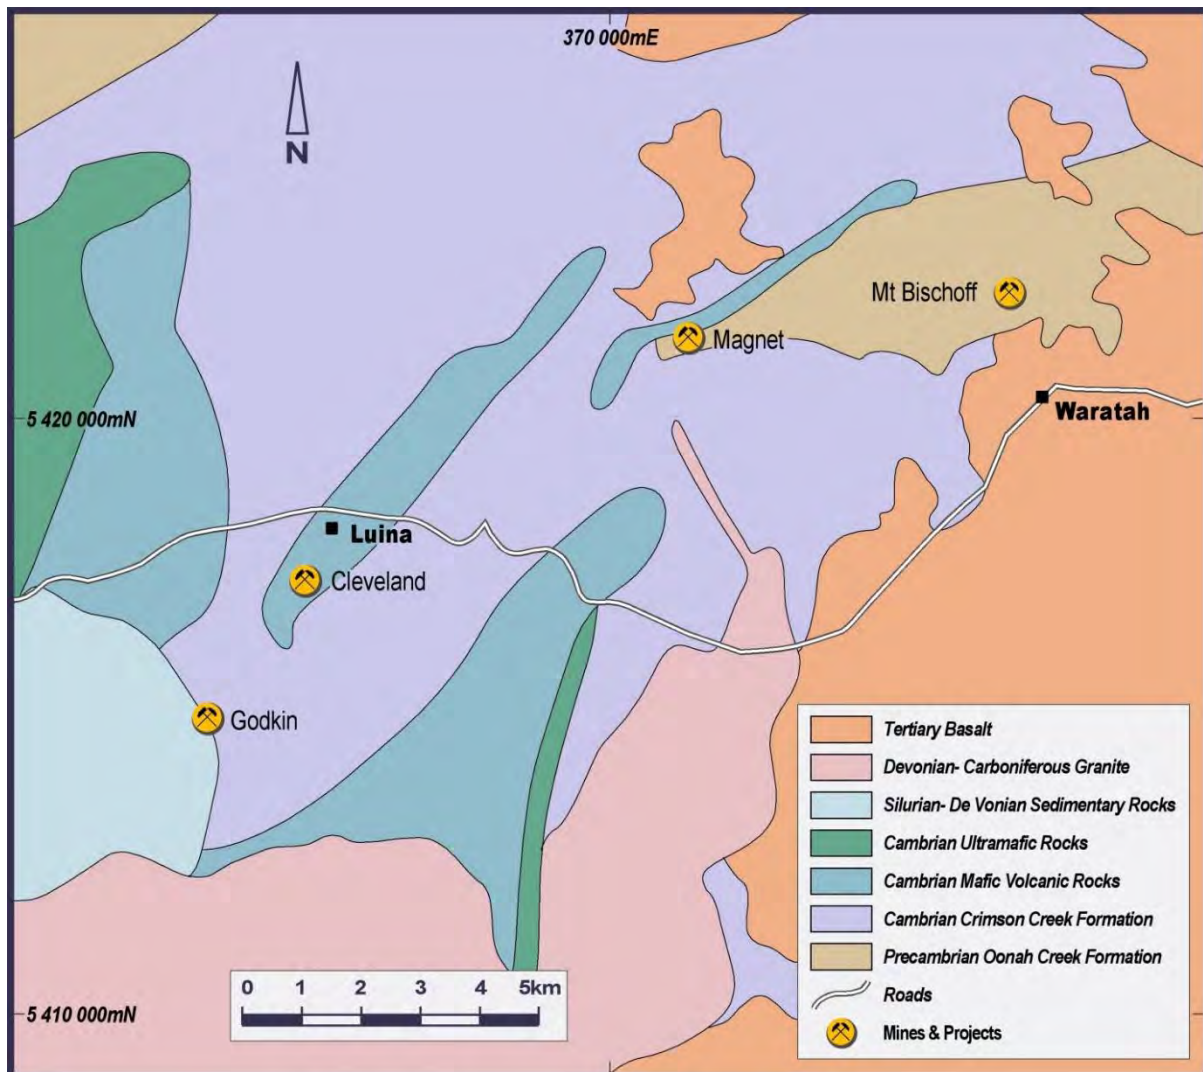 370 000mE
N
Mt Bischoff
Magnet
5 420 000mN
Waratah
Luina
Cleveland
Godkin
Tertiary Basalt
Devonian- Carboniferous Granite
Silurian- De Vonian Sedimentary Rocks
Cambrian Ultramafic Rocks
Cambrian Mafic Volcanic Rocks
Cambrian Crimson Creek Formation
Precambrian Oonah Creek Formation
Roads
Mines & Projects
0 1 2 3 4 5km
5 410 000mN